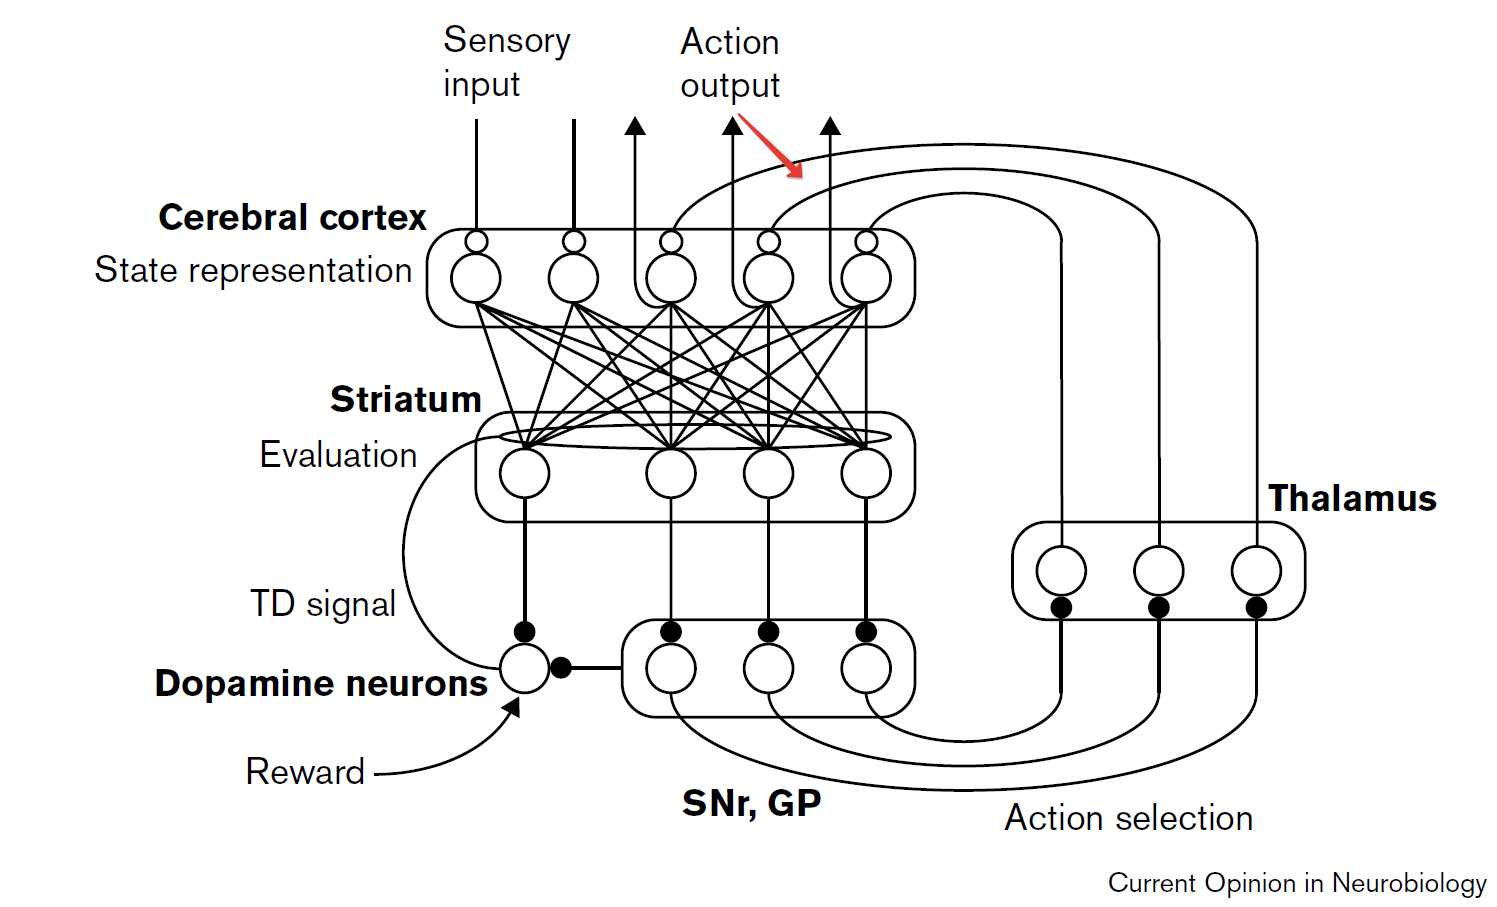 Sensory
input
Action
output
Cerebral cortex
State representation
Striatum
Evaluation
Thalamus
TD signal
Dopamine neurons
Reward
SNr, GP
Action selection
Current Opinion in Neurobiology